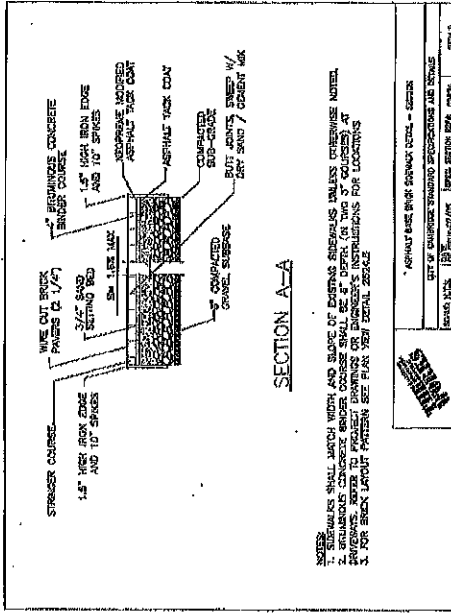 STRINGER COURSE
1.5" HIGH IRON EDGE
AND 10" SPIKES
WIRE CUT BRICK
PAVERS (2 1/4")
3/4" SAND
SETTING BED
4" BITUMINOUS CONCRETE
BINDER COURSE
1.5" HIGH IRON EDGE
AND 10" SPIKES
NEOPRENE MODIFIED
ASPHALT TACK COAT
ASPHALT TACK COAT
COMPACTED
SUB-GRADE
BUTT JOINTS, SWEEP W/
DRY SAND / CEMENT MIX
MAX
COMPACTED
GRAVEL SUBBASE
SECTION A-A
NOTES:
1. SIDEWALKS SHALL MATCH WIDTH AND SLOPE OF EXISTING SIDEWALKS UNLESS OTHERWISE NOTED.
2. BITUMINOUS CONCRETE BINDER COURSE SHALL BE 6" DEPTH (IN TWO 3" COURSES) AT
DRIVEWAYS. REFER TO PROJECT DRAWINGS OR ENGINEER'S INSTRUCTIONS FOR LOCATIONS.
3. FOR BRICK LAYOUT PATTERN SEE PLAN VIEW DETAIL
ASPHALT BASE BRICK SIDEWALK DETAIL - SECTION
CITY OF CAMBRIDGE STANDARD SPECIFICATIONS AND DETAILS